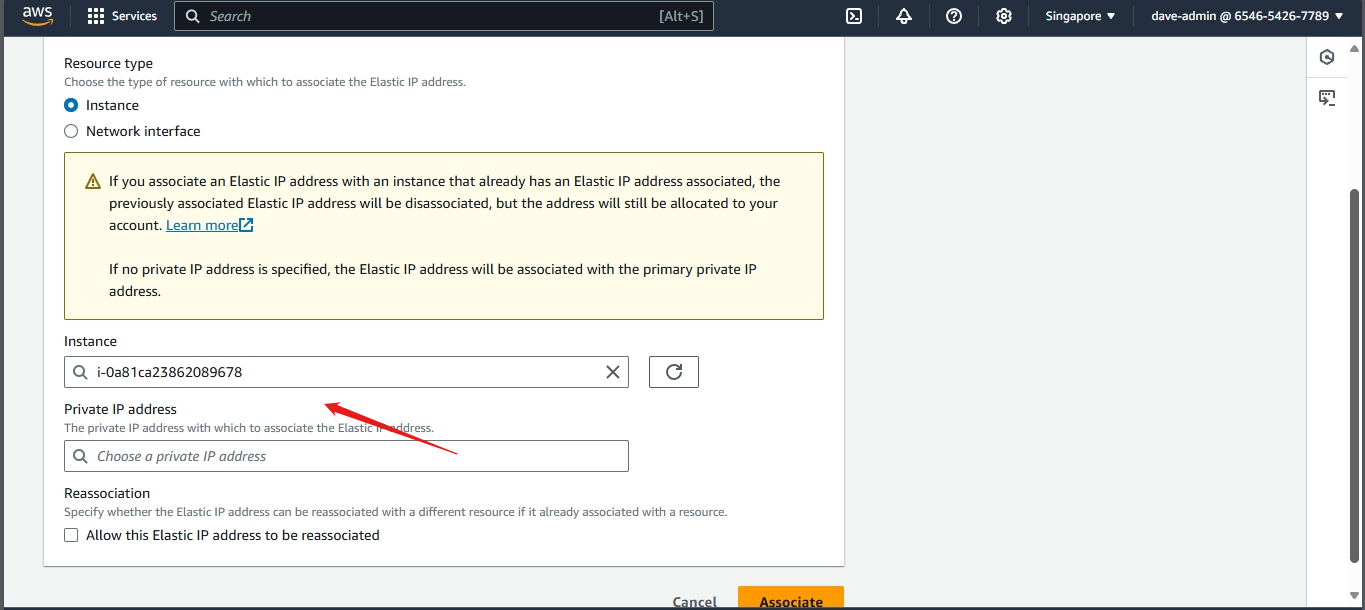 aws
Services
Search
[Alt+S]
Singapore
dave-admin @ 6546-5426-7789
Resource type
Choose the type of resource with which to associate the Elastic IP address.
Instance
Network interface
If you associate an Elastic IP address with an instance that already has an Elastic IP address associated, the
previously associated Elastic IP address will be disassociated, but the address will still be allocated to your
account. Learn more
If no private IP address is specified, the Elastic IP address will be associated with the primary private IP
address.
Instance
i-0a81ca23862089678
Private IP address
The private IP address with which to associate the Elastic IP address.
Choose a private IP address
Reassociation
Specify whether the Elastic IP address can be reassociated with a different resource if it already associated with a resource.
Allow this Elastic IP address to be reassociated
Cancel
Associate